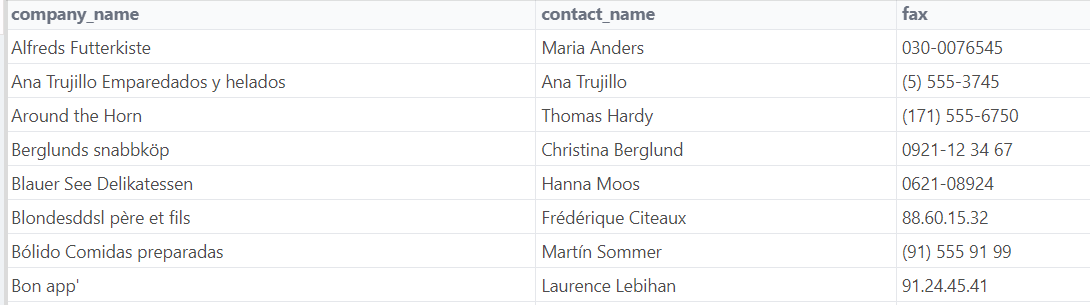 company_name contact_name fax
Alfreds Futterkiste Maria Anders 030-0076545
Ana Trujillo Emparedados y helados Ana Trujillo (5) 555-3745
Around the Horn Thomas Hardy (171) 555-6750
Berglunds snabbköp Christina Berglund 0921-12 34 67
Blauer See Delikatessen Hanna Moos 0621-08924
Blondesddsl père et fils Frédérique Citeaux 88.60.15.32
Bólido Comidas preparadas Martín Sommer (91) 555 91 99
Bon app' Laurence Lebihan 91.24.45.41